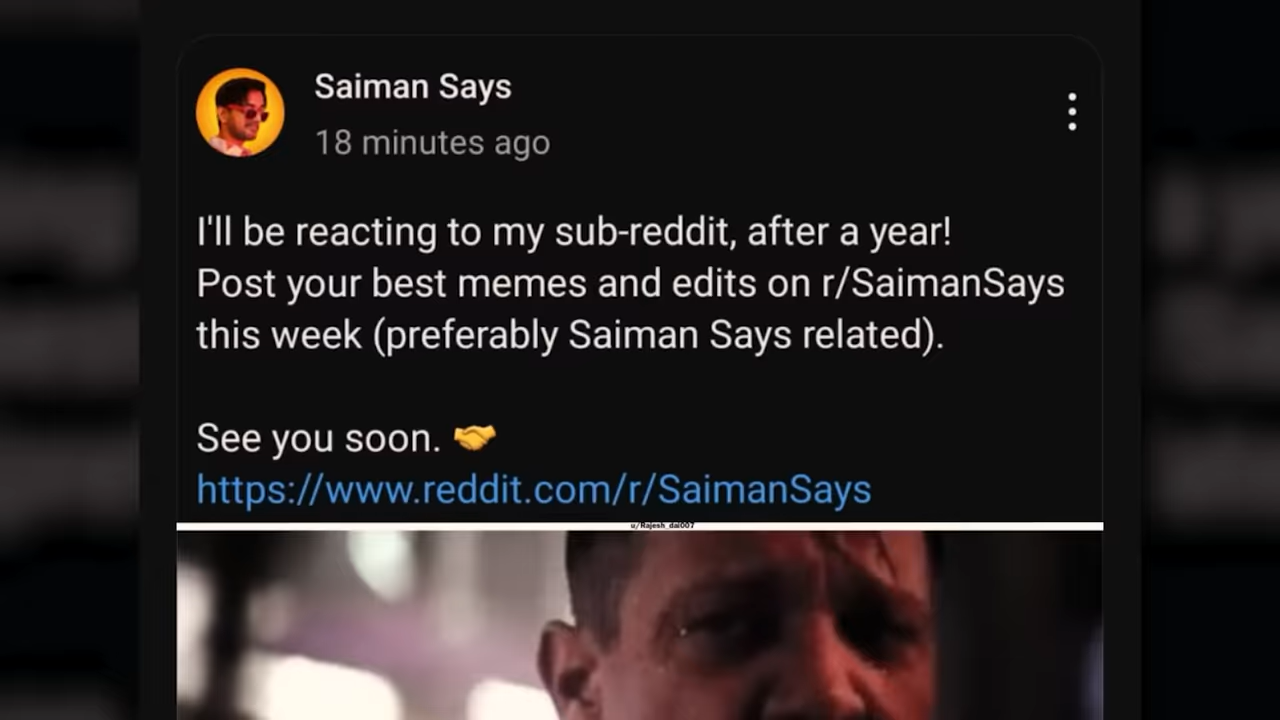 Saiman Says
18 minutes ago
I'll be reacting to my sub-reddit, after a year!
Post your best memes and edits on r/SaimanSays
this week (preferably Saiman Says related).
See you soon. 🤝
https://www.reddit.com/r/SaimanSays
u/Rajesh_dal007